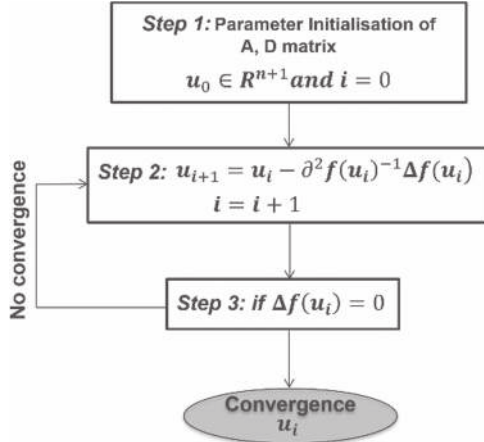 Step 1: Parameter Initialisation of
A, D matrix
u₀ ∈ Rⁿ⁺¹ and i = 0
Step 2: uᵢ₊₁ = uᵢ − ∂²f(uᵢ)⁻¹Δf(uᵢ)
i = i + 1
No convergence
Step 3: if Δf(uᵢ) = 0
Convergence
uᵢ